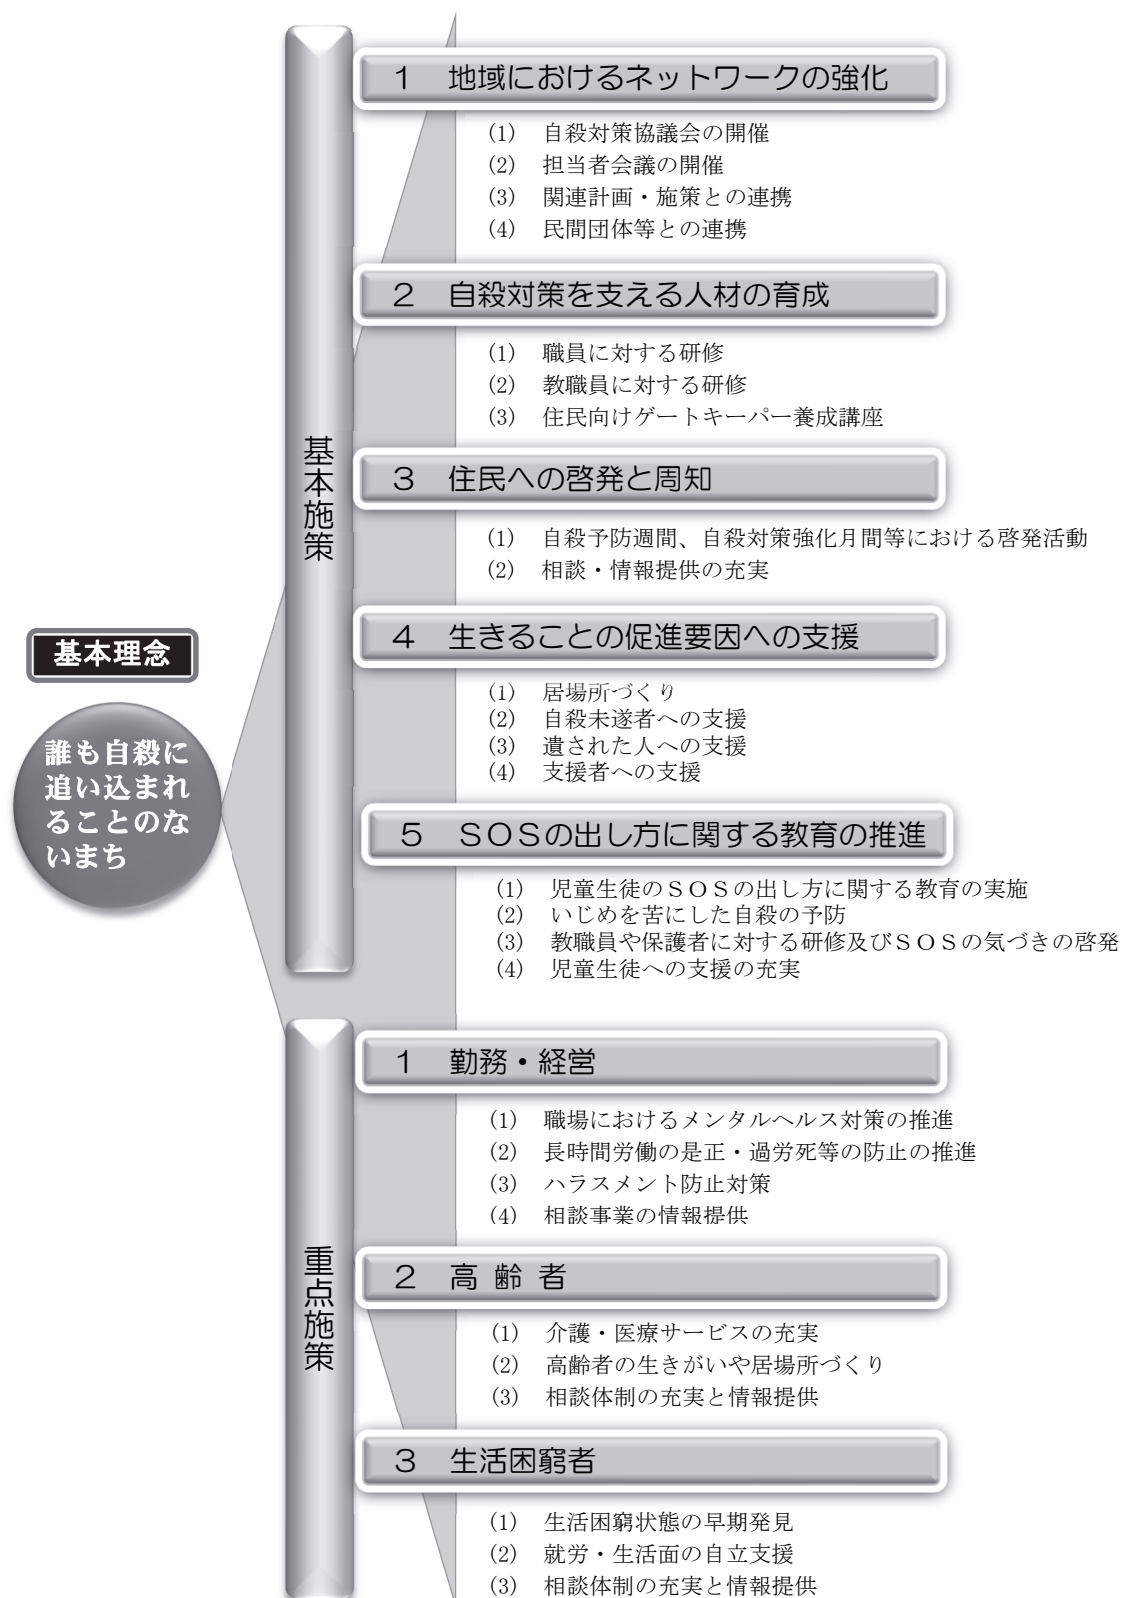 基本理念
誰も自殺に
追い込まれ
ることのな
いまち
基本施策
1 地域におけるネットワークの強化
(1) 自殺対策協議会の開催
(2) 担当者会議の開催
(3) 関連計画・施策との連携
(4) 民間団体等との連携
2 自殺対策を支える人材の育成
(1) 職員に対する研修
(2) 教職員に対する研修
(3) 住民向けゲートキーパー養成講座
3 住民への啓発と周知
(1) 自殺予防週間、自殺対策強化月間等における啓発活動
(2) 相談・情報提供の充実
4 生きることの促進要因への支援
(1) 居場所づくり
(2) 自殺未遂者への支援
(3) 遺された人への支援
(4) 支援者への支援
5 SOSの出し方に関する教育の推進
(1) 児童生徒のSOSの出し方に関する教育の実施
(2) いじめを苦にした自殺の予防
(3) 教職員や保護者に対する研修及びSOSの気づきの啓発
(4) 児童生徒への支援の充実
重点施策
1 勤務・経営
(1) 職場におけるメンタルヘルス対策の推進
(2) 長時間労働の是正・過労死等の防止の推進
(3) ハラスメント防止対策
(4) 相談事業の情報提供
2 高齢者
(1) 介護・医療サービスの充実
(2) 高齢者の生きがいや居場所づくり
(3) 相談体制の充実と情報提供
3 生活困窮者
(1) 生活困窮状態の早期発見
(2) 就労・生活面の自立支援
(3) 相談体制の充実と情報提供